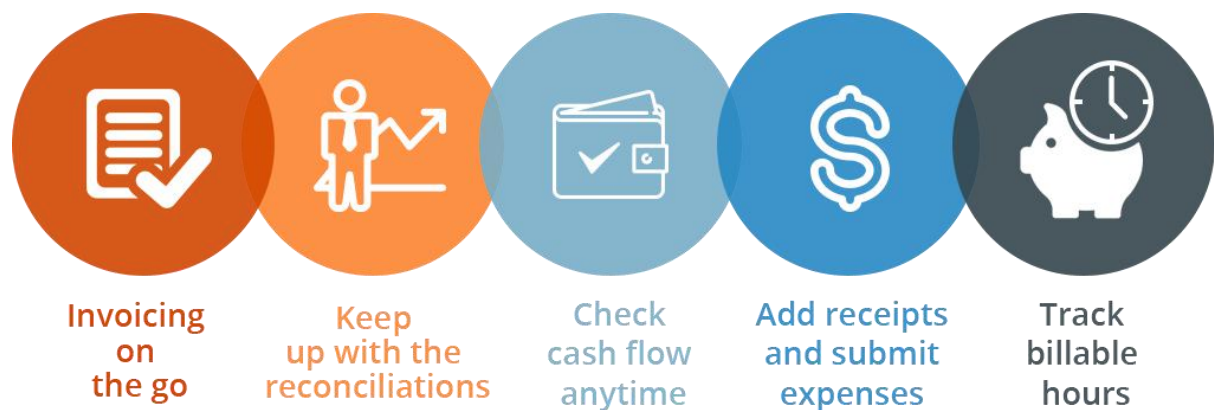 Invoicing
on
the go
Keep
up with the
reconciliations
Check
cash flow
anytime
Add receipts
and submit
expenses
Track
billable
hours